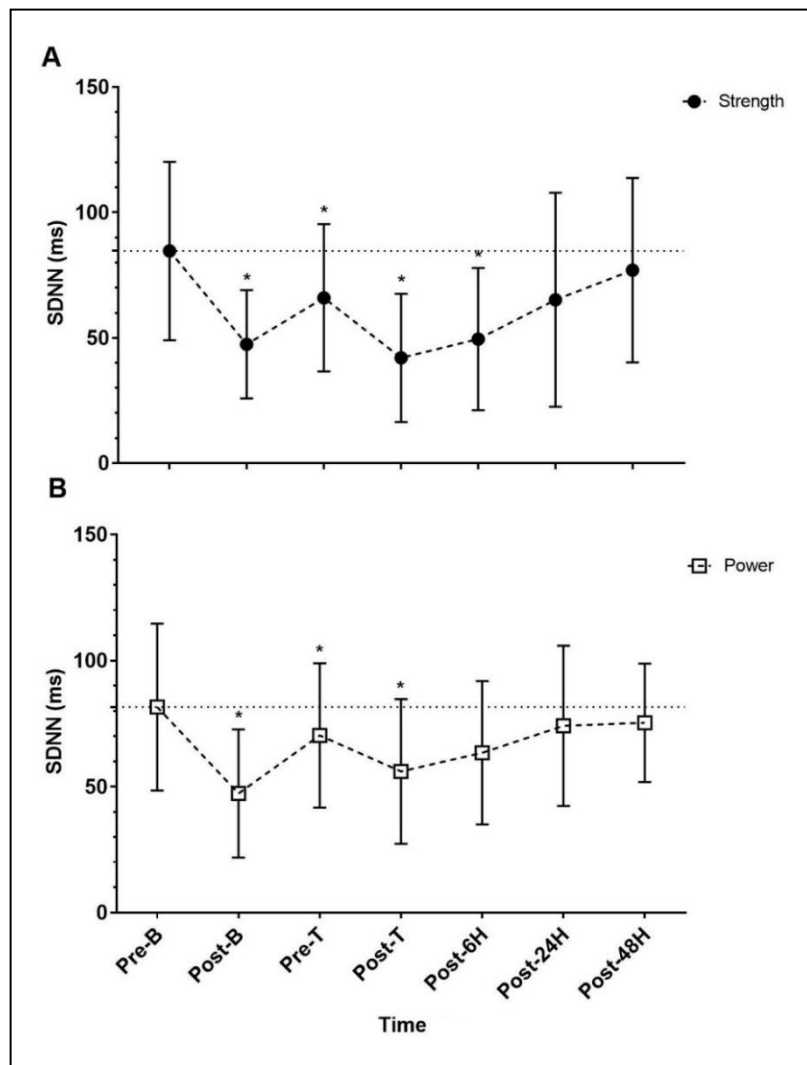 A
150
Strength
100
SDNN (ms)
50
0
* * * *
B
150
Power
100
SDNN (ms)
50
0
* * *
Pre-B Post-B Pre-T Post-T Post-6H Post-24H Post-48H
Time